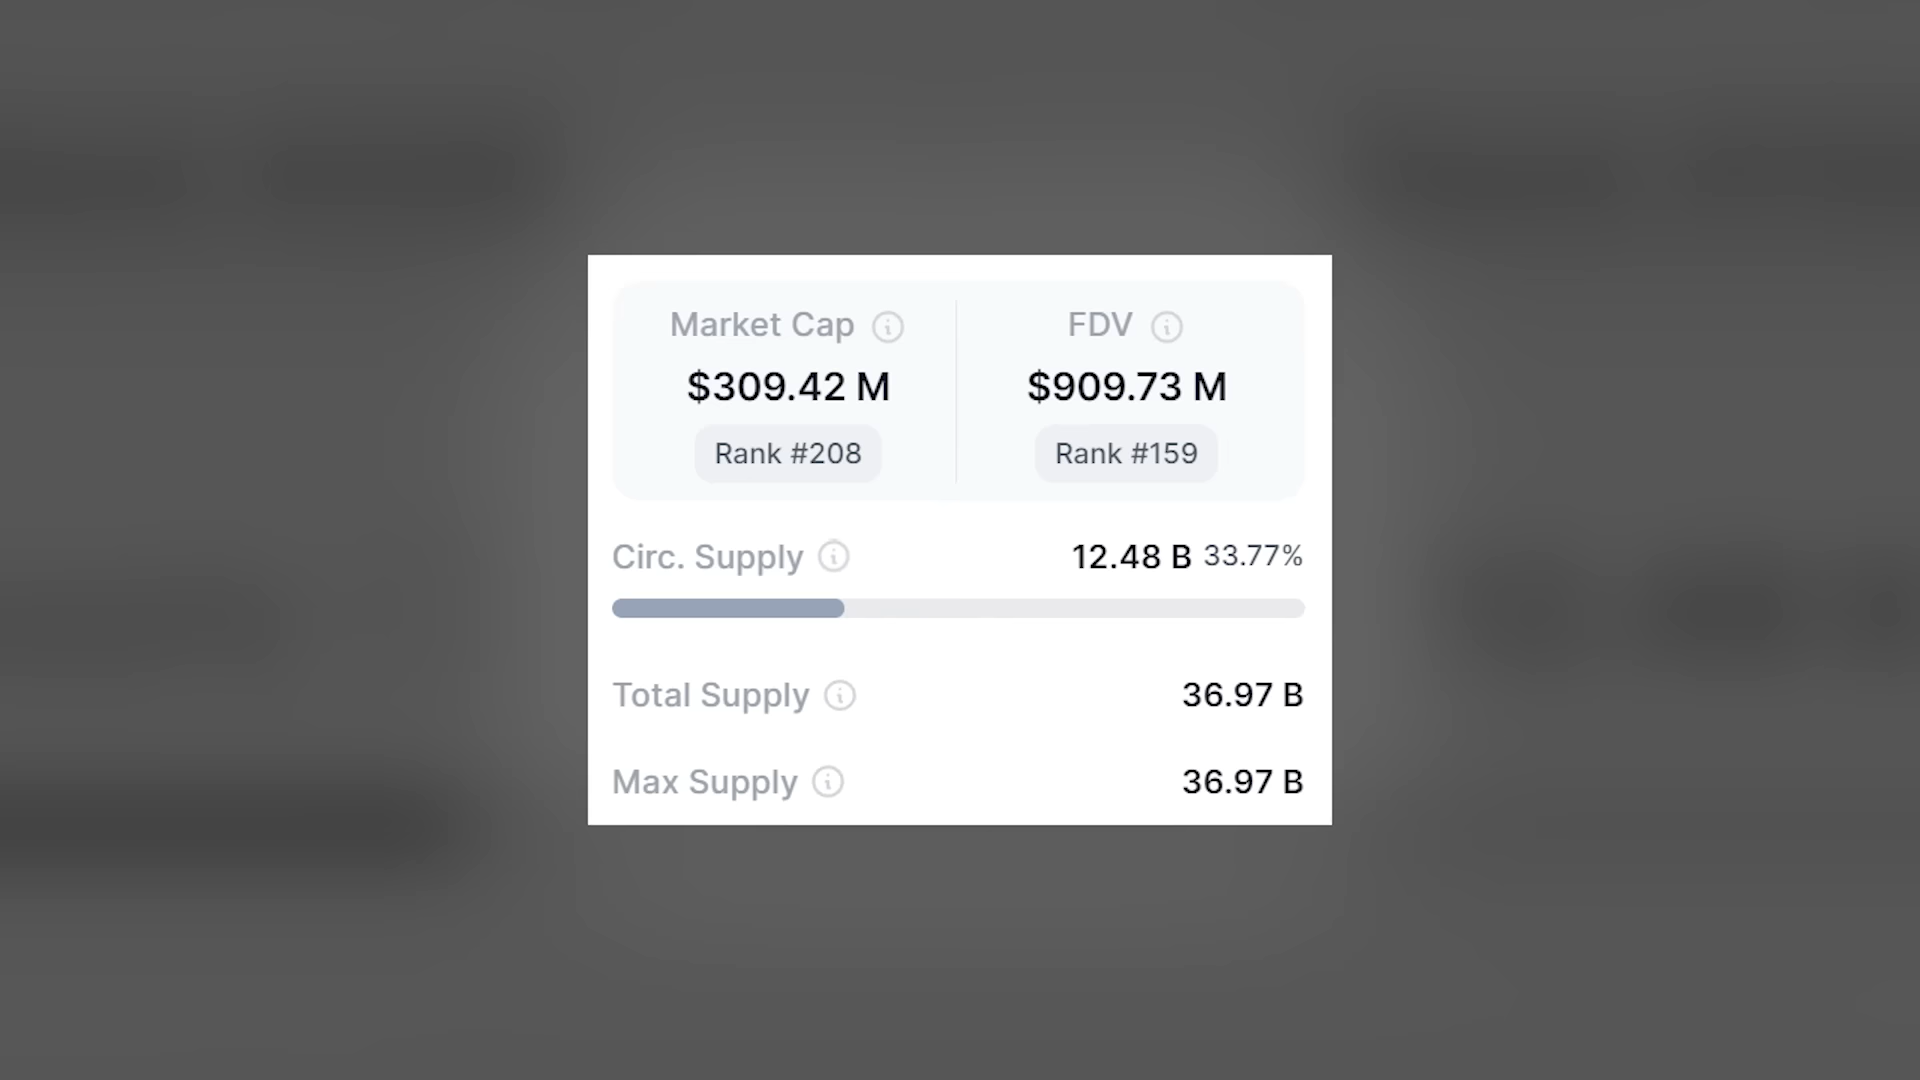 Market Cap
$309.42 M
Rank #208
FDV
$909.73 M
Rank #159
Circ. Supply 12.48 B 33.77%
Total Supply 36.97 B
Max Supply 36.97 B